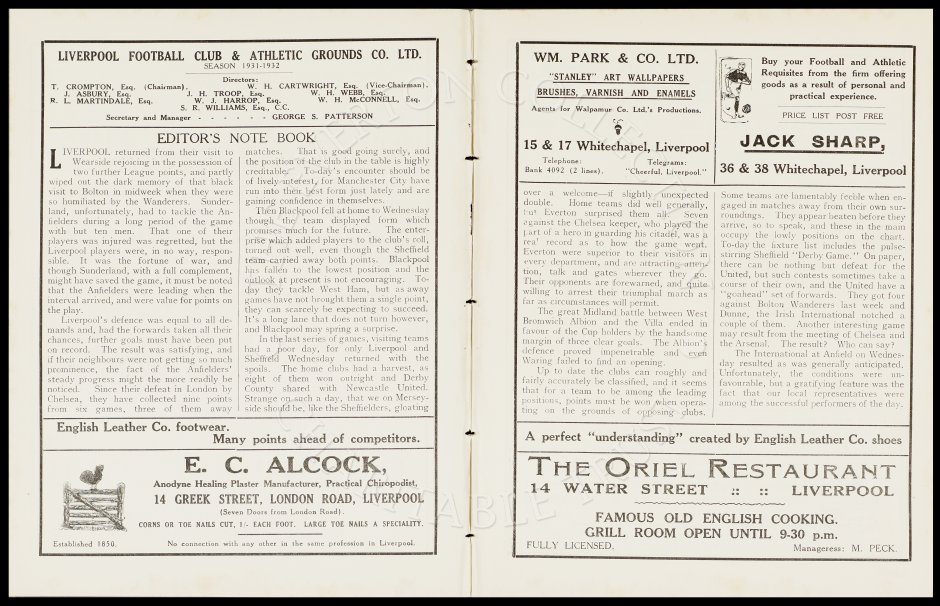 LIVERPOOL FOOTBALL CLUB & ATHLETIC GROUNDS CO. LTD.
SEASON 1931-1932
Directors:
T. CROMPTON, Esq. (Chairman). W. H. CARTWRIGHT, Esq. (Vice-Chairman).
J. ASBURY, Esq. J. H. TROOP, Esq. W. H. WEBB, Esq.
R. L. MARTINDALE, Esq. W. J. HARROP, Esq. W. H. McCONNELL, Esq.
S. R. WILLIAMS, Esq., C.C.
Secretary and Manager - - - - - - GEORGE S. PATTERSON
EDITOR'S NOTE BOOK
LIVERPOOL returned from their visit to
Wearside rejoicing in the possession of
two further League points, and partly
wiped out the dark memory of that black
visit to Bolton in midweek when they were
so humiliated by the Wanderers. Sunder-
land, unfortunately, had to tackle the An-
fielders during a long period of the game
with but ten men. That one of their
players was injured was regretted, but the
Liverpool players were, in no way, respon-
sible. It was the fortune of war, and
though Sunderland, with a full complement,
might have saved the game, it must be noted
that the Anfielders were leading when the
interval arrived, and were value for points on
the play.
Liverpool's defence was equal to all de-
mands and, had the forwards taken all their
chances, further goals must have been put
on record. The result was satisfying, and
if their neighbours were not getting so much
prominence, the fact of the Anfielders'
steady progress might the more readily be
noticed. Since their defeat in London by
Chelsea, they have collected nine points
from six games, three of them away
matches. That is good going surely, and
the position of the club in the table is highly
creditable. To-day's encounter should be
of lively interest, for Manchester City have
run into their best form just lately and are
gaining confidence in themselves.
Then Blackpool fell at home to Wednesday
though the team displayed form which
promises much for the future. The enter-
prise which added players to the club's roll,
turned out well, even though the Sheffield
team carried away both points. Blackpool
has fallen to the lowest position and the
outlook at present is not encouraging. To-
day they tackle West Ham, but as away
games have not brought them a single point,
they can scarcely be expecting to succeed.
It's a long lane that does not turn however,
and Blackpool may spring a surprise.
In the last series of games, visiting teams
had a poor day, for only Liverpool and
Sheffield Wednesday returned with the
spoils. The home clubs had a harvest, as
eight of them won outright and Derby
County shared with Newcastle United.
Strange on such a day, that we on Mersey-
side should be, like the Sheffielders, gloating
English Leather Co. footwear.
Many points ahead of competitors.
E. C. ALCOCK,
Anodyne Healing Plaster Manufacturer, Practical Chiropodist,
14 GREEK STREET, LONDON ROAD, LIVERPOOL
(Seven Doors from London Road).
CORNS OR TOE NAILS CUT, 1/- EACH FOOT. LARGE TOE NAILS A SPECIALITY.
Established 1850. No connection with any other in the same profession in Liverpool.
WM. PARK & CO. LTD.
"STANLEY" ART WALLPAPERS
BRUSHES, VARNISH AND ENAMELS
Agents for Walpamur Co. Ltd.'s Productions.
15 & 17 Whitechapel, Liverpool
Telephone: Telegrams:
Bank 4092 (2 lines). "Cheerful, Liverpool."
Buy your Football and Athletic
Requisites from the firm offering
goods as a result of personal and
practical experience.
PRICE LIST POST FREE
JACK SHARP,
36 & 38 Whitechapel, Liverpool
over a welcome—if slightly unexpected
double. Home teams did well generally,
but Everton surprised them all. Seven
against the Chelsea keeper, who played the
part of a hero in guarding his citadel, was a
real record as to how the game went.
Everton were superior to their visitors in
every department, and are attracting atten-
tion, talk and gates wherever they go.
Their opponents are forewarned, and quite
willing to arrest their triumphal march as
far as circumstances will permit.
The great Midland battle between West
Bromwich Albion and the Villa ended in
favour of the Cup holders by the handsome
margin of three clear goals. The Albion's
defence proved impenetrable and even
Waring failed to find an opening.
Up to date the clubs can roughly and
fairly accurately be classified, and it seems
that for a team to be among the leading
positions, points must be won when operat-
ing on the grounds of opposing clubs.
Some teams are lamentably feeble when en-
gaged in matches away from their own sur-
roundings. They appear beaten before they
arrive, so to speak, and these in the main
occupy the lowly positions on the chart.
To-day the fixture list includes the pulse-
stirring Sheffield "Derby Game." On paper,
there can be nothing but defeat for the
United, but such contests sometimes take a
course of their own, and the United have a
"goahead" set of forwards. They got four
against Bolton Wanderers last week and
Dunne, the Irish International notched a
couple of them. Another interesting game
may result from the meeting of Chelsea and
the Arsenal. The result? Who can say?
The International at Anfield on Wednes-
day resulted as was generally anticipated.
Unfortunately, the conditions were un-
favourable, but a gratifying feature was the
fact that our local representatives were
among the successful performers of the day.
A perfect "understanding" created by English Leather Co. shoes
THE ORIEL RESTAURANT
14 WATER STREET :: :: LIVERPOOL
FAMOUS OLD ENGLISH COOKING.
GRILL ROOM OPEN UNTIL 9-30 p.m.
FULLY LICENSED. Manageress: M. PECK.